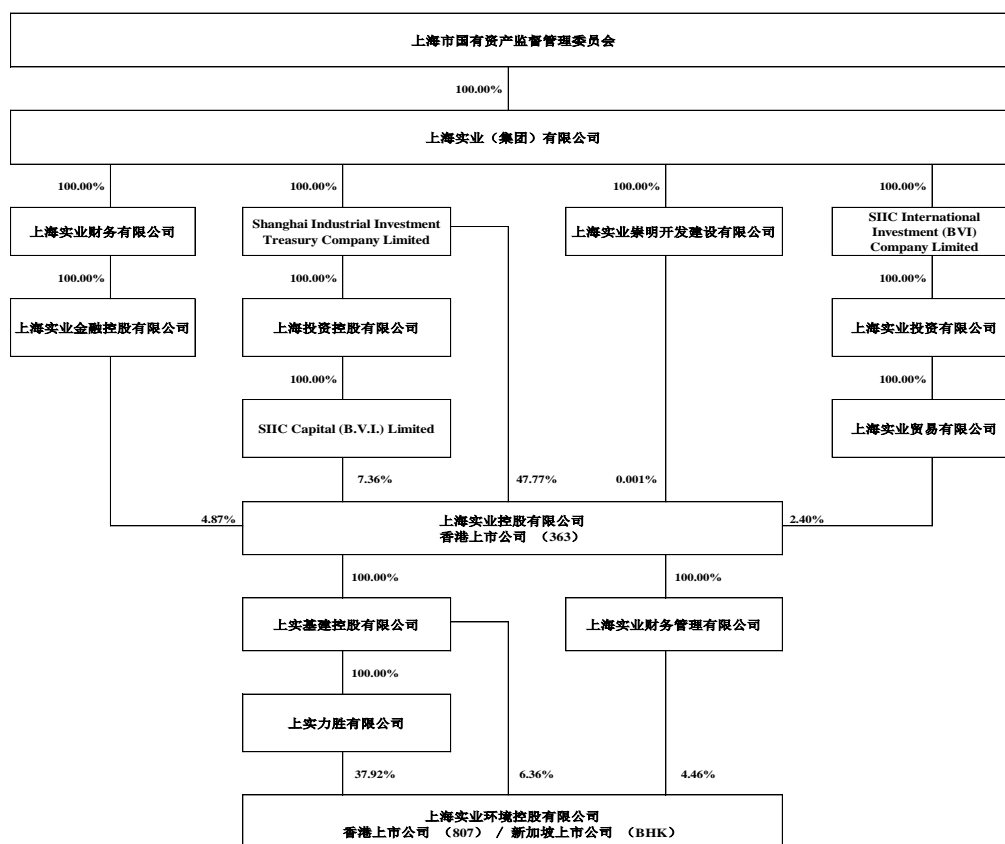 上海市国有资产监督管理委员会
100.00%
上海实业（集团）有限公司
100.00%
100.00%
100.00%
100.00%
上海实业财务有限公司
Shanghai Industrial Investment
Treasury Company Limited
上海实业崇明开发建设有限公司
SIIC International
Investment (BVI)
Company Limited
100.00%
100.00%
100.00%
上海实业金融控股有限公司
上海投资控股有限公司
上海实业投资有限公司
100.00%
100.00%
SIIC Capital (B.V.I.) Limited
上海实业贸易有限公司
7.36%
47.77%
0.001%
4.87%
2.40%
上海实业控股有限公司
香港上市公司 （363）
100.00%
100.00%
上实基建控股有限公司
上海实业财务管理有限公司
100.00%
上实力胜有限公司
37.92%
6.36%
4.46%
上海实业环境控股有限公司
香港上市公司 （807） / 新加坡上市公司 （BHK）